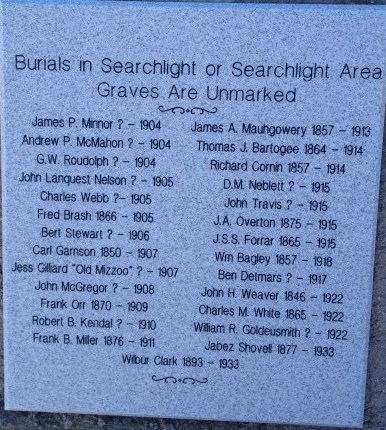 Burials in Searchlight or Searchlight Area
Graves Are Unmarked
James P. Minnor ? - 1904
Andrew P. McMahon ? - 1904
G.W. Roudolph ? - 1904
John Lanquest Nelson ? - 1905
Charles Webb ?- 1905
Fred Brash 1866 - 1905
Bert Stewart ? - 1906
Carl Garnson 1850 - 1907
Jess Gilliard "Old Mizzoo" ? - 1907
John McGregor ? - 1908
Frank Orr 1870 - 1909
Robert B. Kendal ? - 1910
Frank B. Miller 1876 - 1911
James A. Mauhgowery 1857 - 1913
Thomas J. Bartogee 1864 - 1914
Richard Cornin 1857 - 1914
D.M. Neblett ? - 1915
John Travis ? - 1915
J.A. Overton 1875 - 1915
J.S.S. Forrar 1865 - 1915
Wm Bagley 1857 - 1918
Ben Detmars ? - 1917
John H. Weaver 1846 - 1922
Charles M. White 1865 - 1922
William R. Goldeusmith ? - 1922
Jabez Shovell 1877 - 1933
Wilbur Clark 1893 - 1933